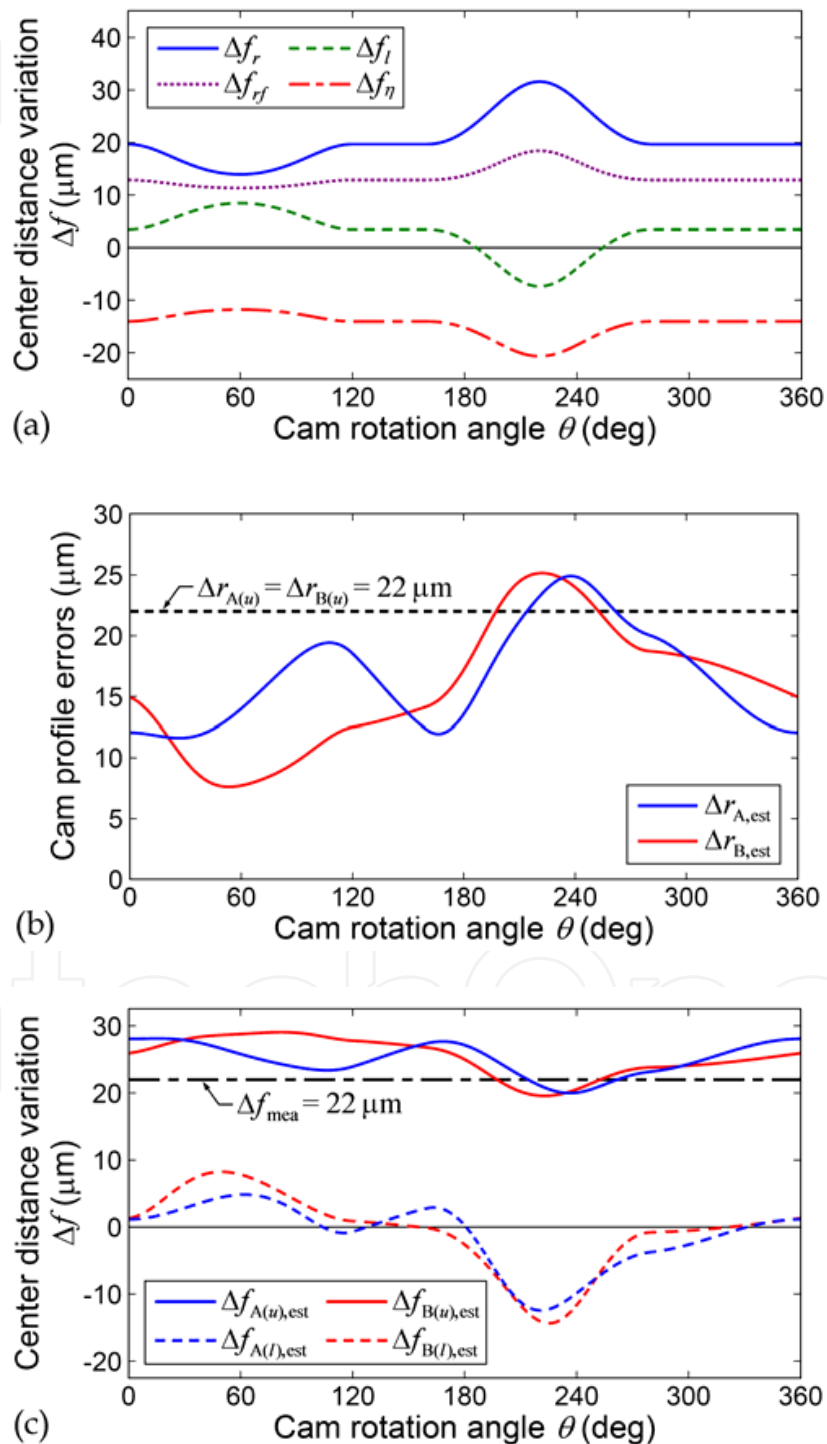 45
40
30
20
10
0
-10
-20
Center distance variation
Δf (μm)
Δf_r
Δf_l
Δf_rf
Δf_η
0
60
120
180
240
300
360
Cam rotation angle θ (deg)
(a)
30
25
20
15
10
5
0
Cam profile errors (μm)
Δr_A(u) = Δr_B(u) = 22 μm
Δr_A,est
Δr_B,est
0
60
120
180
240
300
360
Cam rotation angle θ (deg)
(b)
30
20
10
0
-10
-20
Center distance variation
Δf (μm)
Δf_mea = 22 μm
Δf_A(u),est
Δf_B(u),est
Δf_A(l),est
Δf_B(l),est
0
60
120
180
240
300
360
Cam rotation angle θ (deg)
(c)